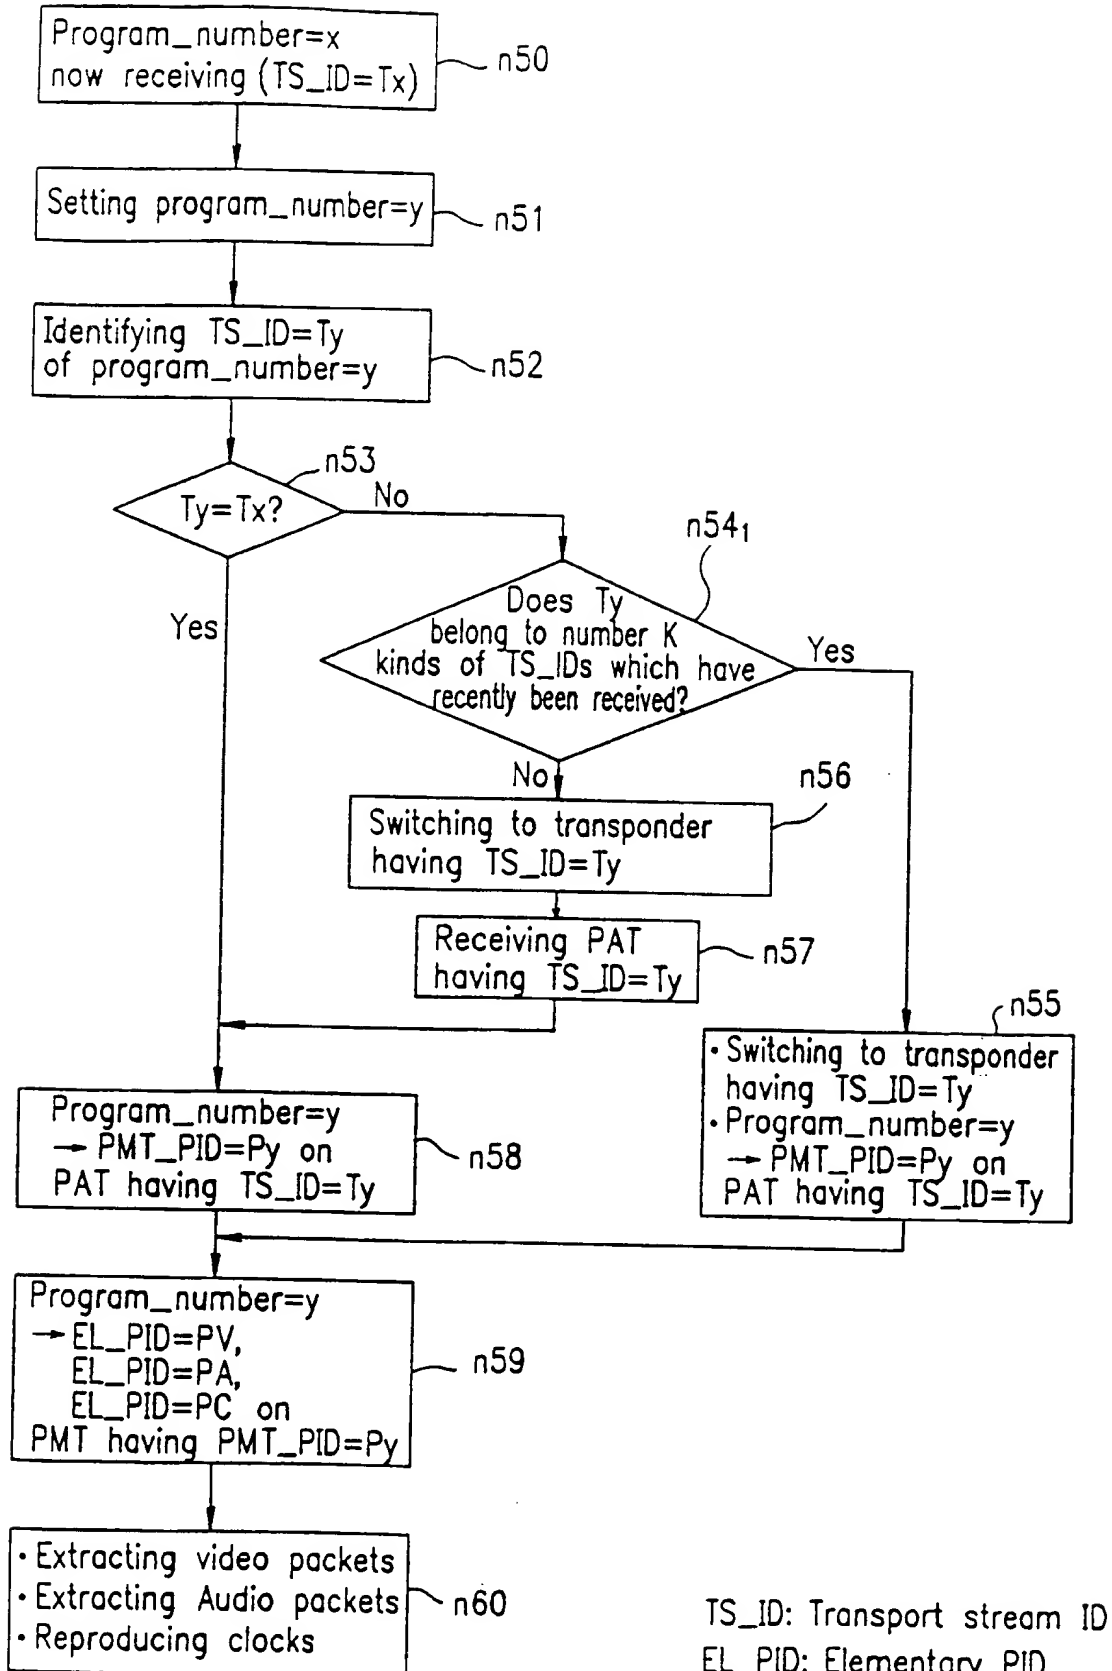 Program_number=x
now receiving (TS_ID=Tx)
n50
Setting program_number=y
n51
Identifying TS_ID=Ty
of program_number=y
n52
n53
Ty=Tx?
No
n54₁
Does Ty
belong to number K
kinds of TS_IDs which have
recently been received?
Yes
Yes
No
n56
Switching to transponder
having TS_ID=Ty
Receiving PAT
having TS_ID=Ty
n57
n55
• Switching to transponder
having TS_ID=Ty
• Program_number=y
→ PMT_PID=Py on
PAT having TS_ID=Ty
Program_number=y
→ PMT_PID=Py on
PAT having TS_ID=Ty
n58
Program_number=y
→ EL_PID=PV,
EL_PID=PA,
EL_PID=PC on
PMT having PMT_PID=Py
n59
• Extracting video packets
• Extracting Audio packets
• Reproducing clocks
n60
TS_ID: Transport stream ID
EL_PID: Elementary PID